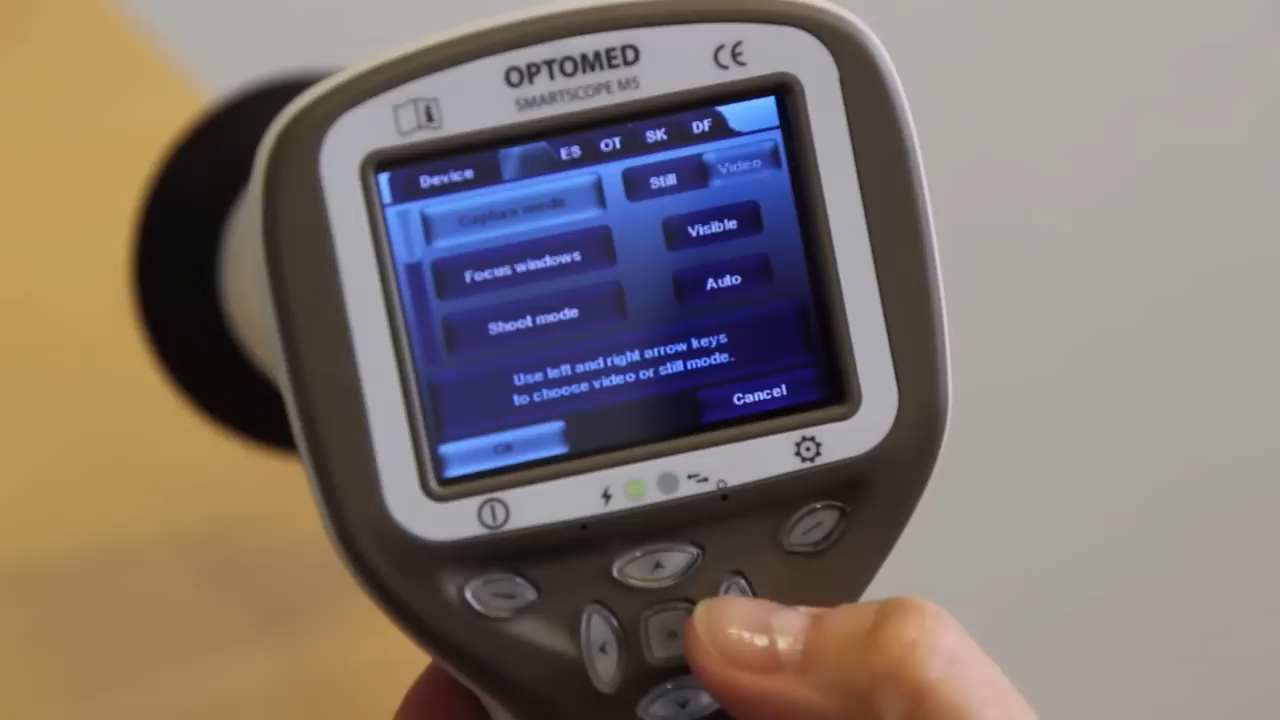 OPTOMED
CE
SMARTSCOPE M5
Device ES OT SK DF
Capture mode Still Video
Focus windows Visible
Shoot mode Auto
Use left and right arrow keys
to choose video or still mode.
Ok Cancel